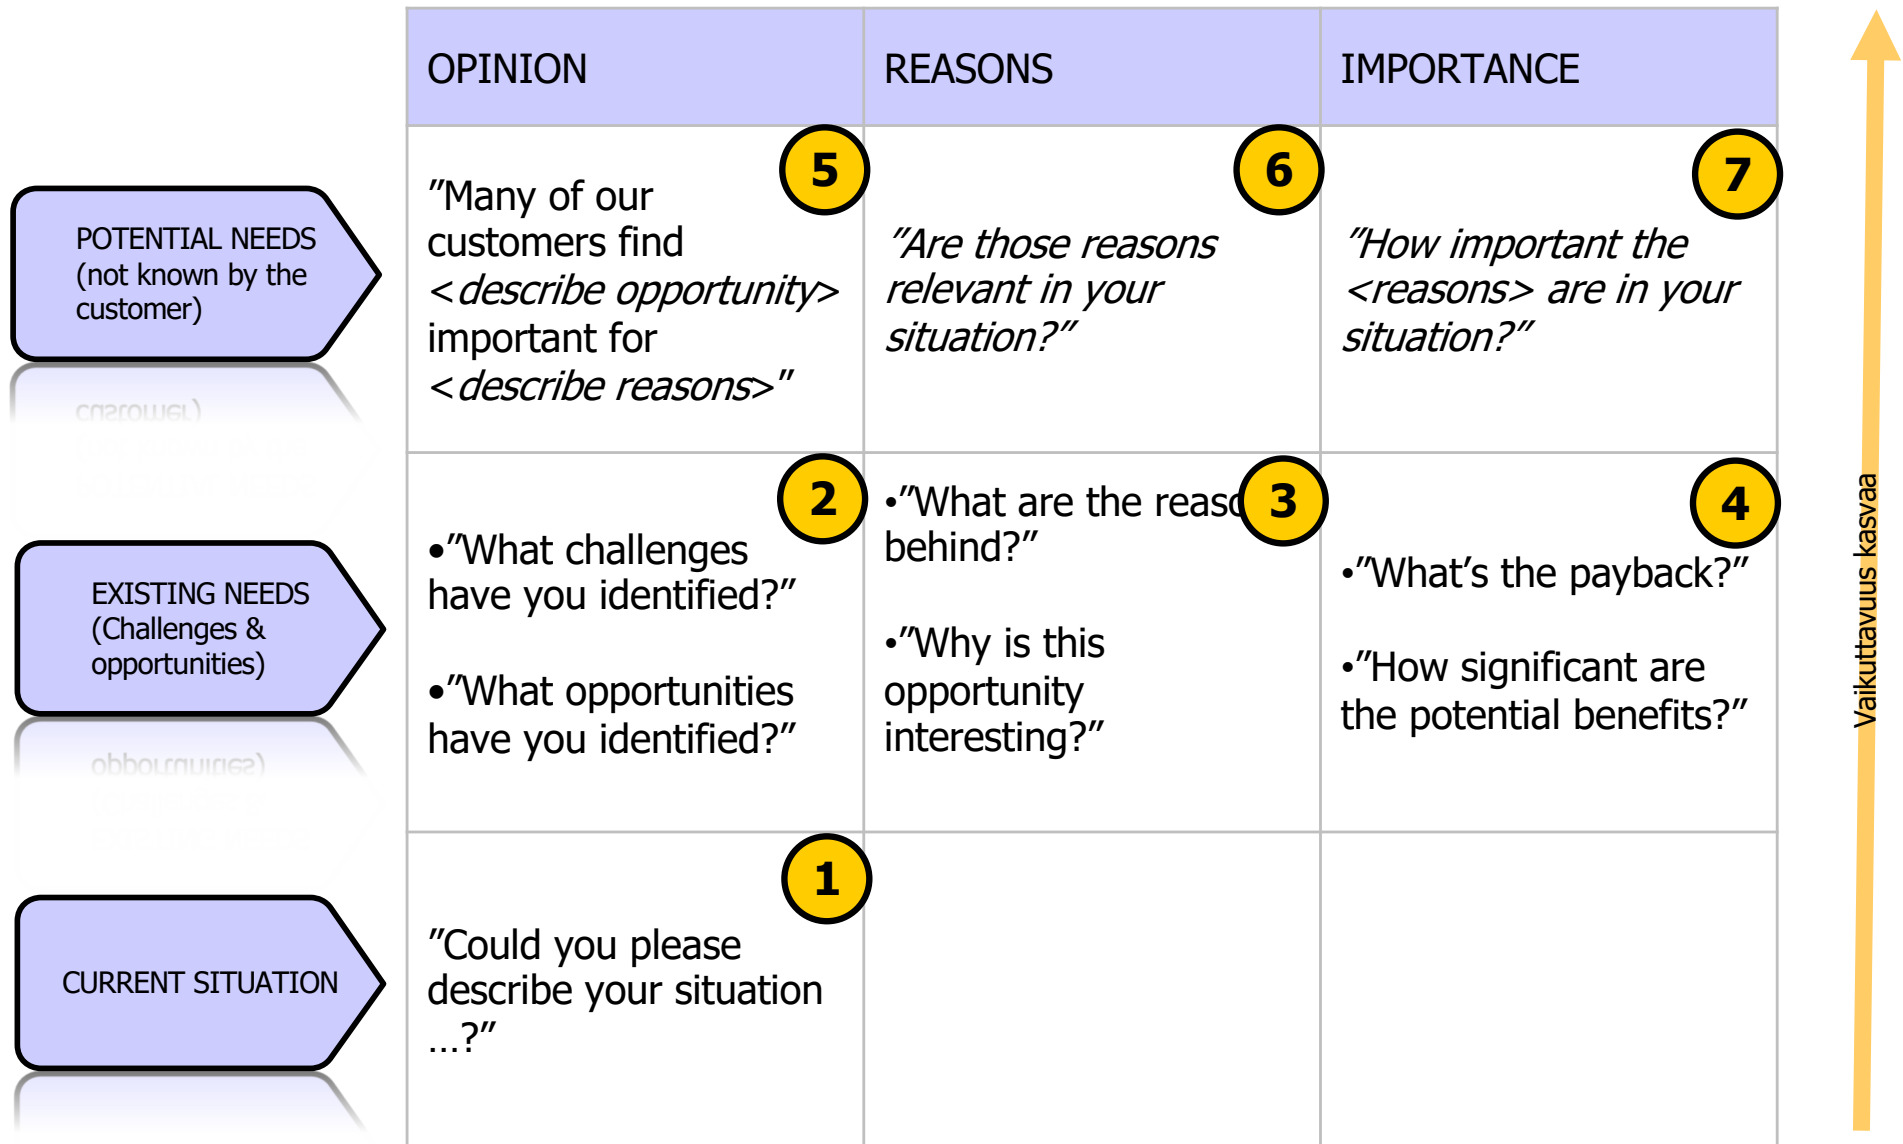 OPINION
REASONS
IMPORTANCE
POTENTIAL NEEDS
(not known by the
customer)
5
”Many of our
customers find
<describe opportunity>
important for
<describe reasons>”
6
”Are those reasons
relevant in your
situation?”
7
”How important the
<reasons> are in your
situation?”
EXISTING NEEDS
(Challenges &
opportunities)
2
•”What challenges
have you identified?”
•”What opportunities
have you identified?”
3
•”What are the
behind?”
•”Why is this
opportunity
interesting?”
4
•”What’s the payback?”
•”How significant are
the potential benefits?”
CURRENT SITUATION
1
”Could you please
describe your situation
…?”
Vaikuttavuus kasvaa